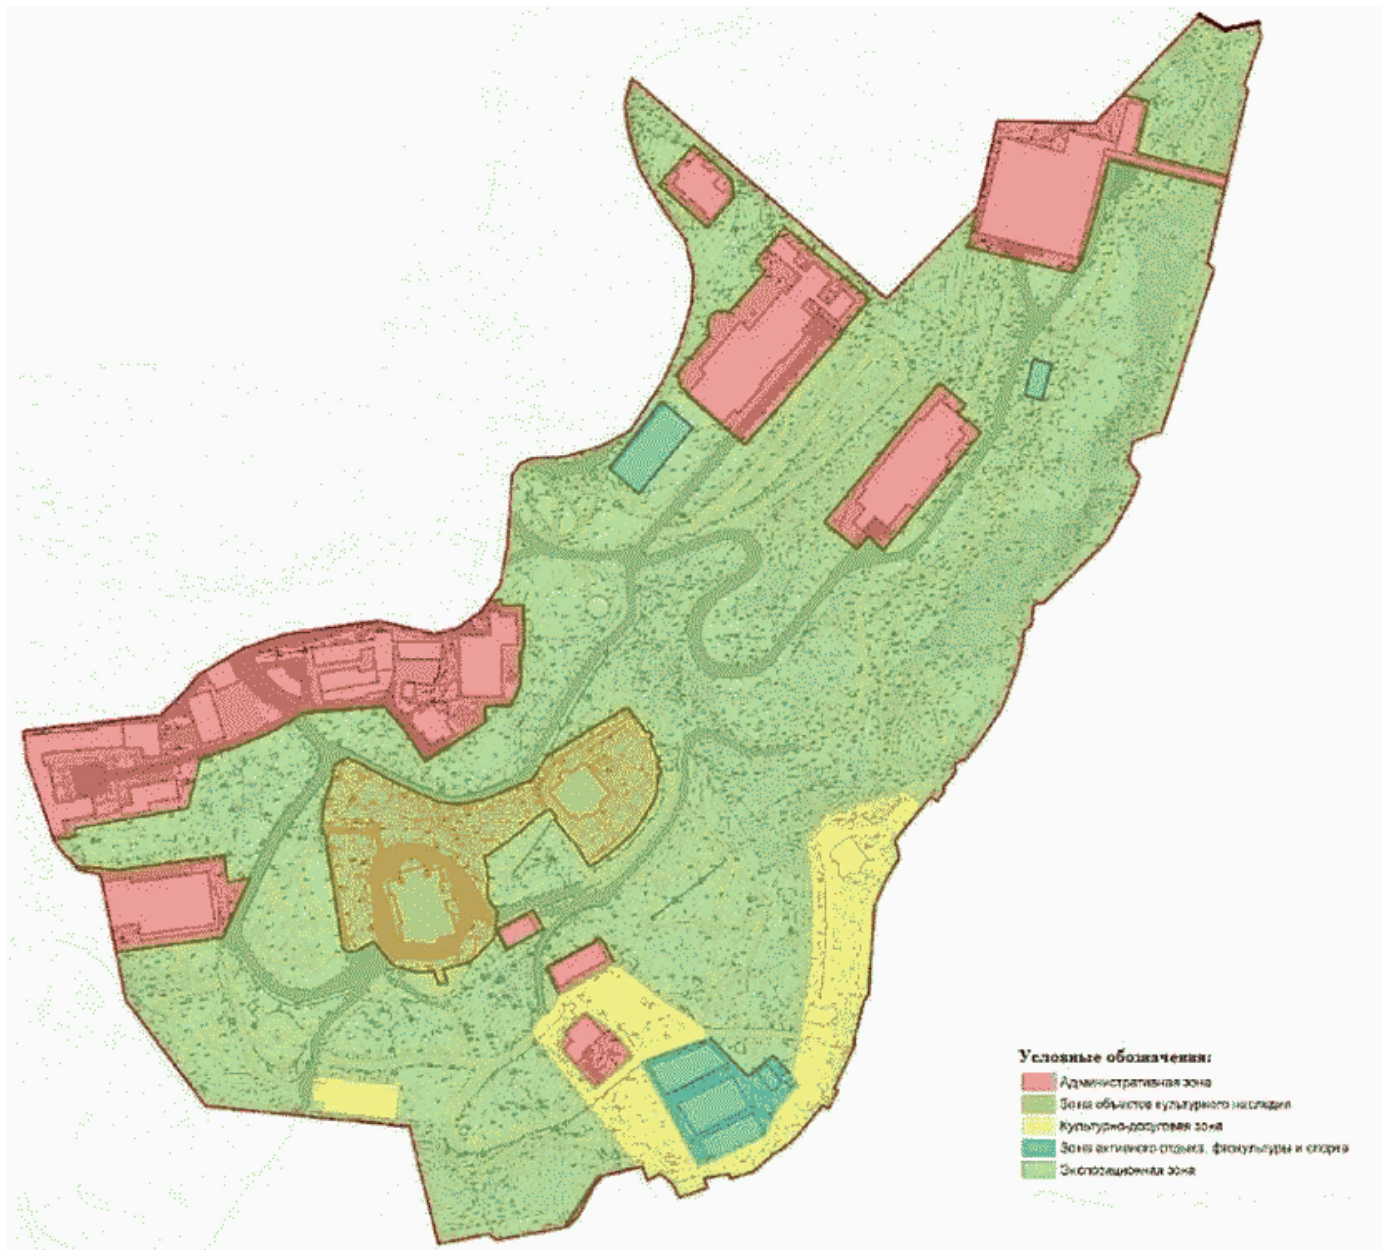 Условные обозначения:
Административная зона
Зона объектов культурного наследия
Культурно-досуговая зона
Зона активного отдыха, физкультуры и спорта
Экспозиционная зона